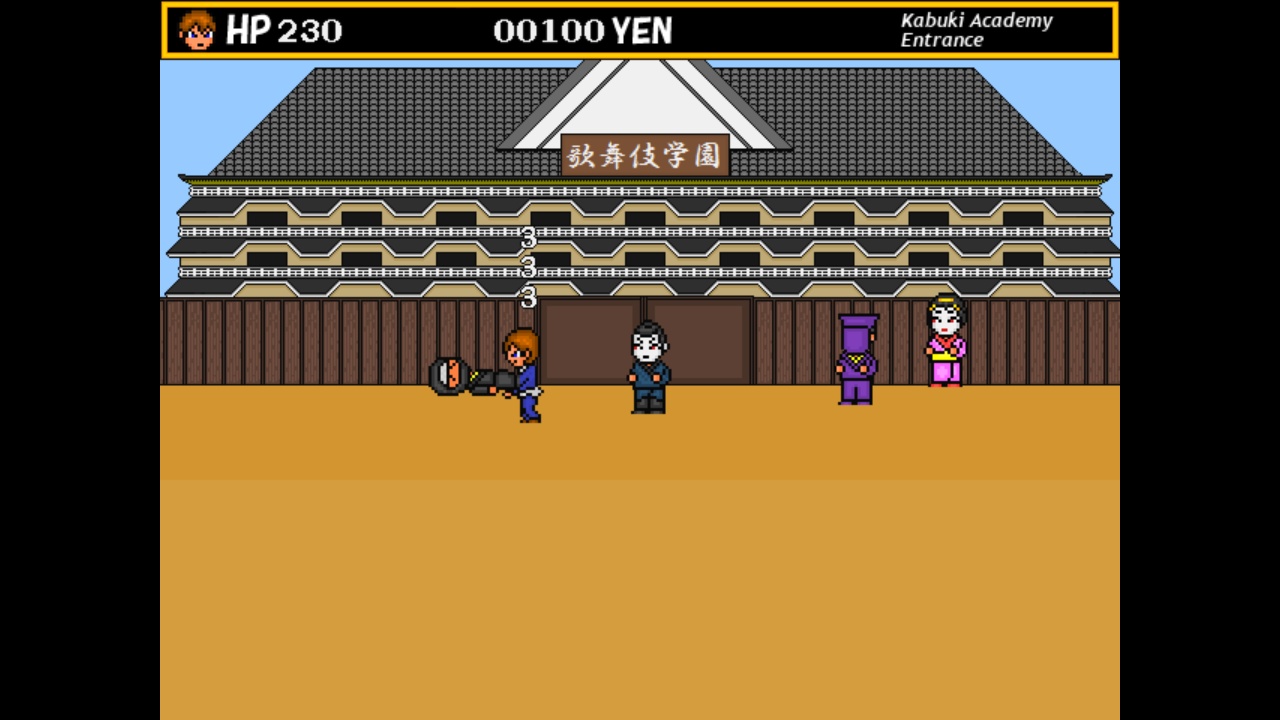 HP 230
00100 YEN
Kabuki Academy
Entrance
歌舞伎学園
3
3
3